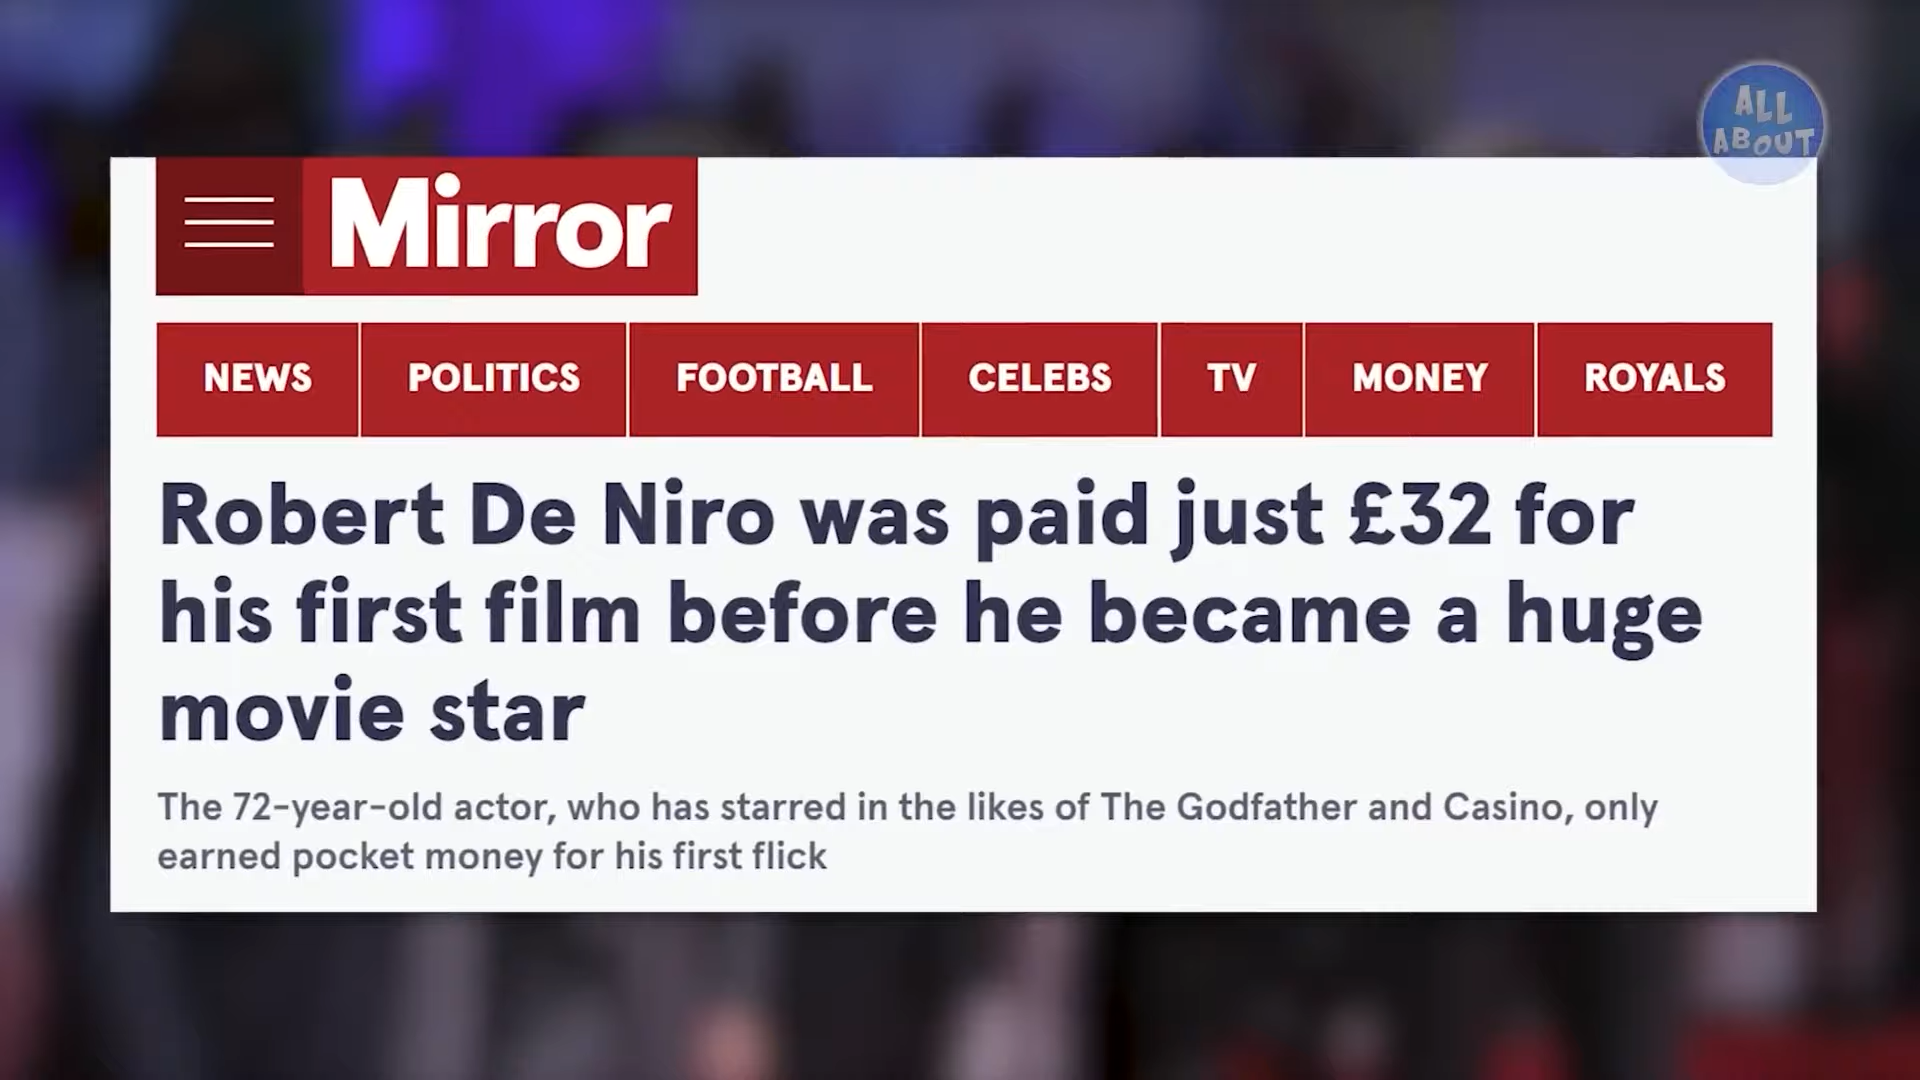 ALL
ABOUT
Mirror
NEWS POLITICS FOOTBALL CELEBS TV MONEY ROYALS
Robert De Niro was paid just £32 for
his first film before he became a huge
movie star
The 72-year-old actor, who has starred in the likes of The Godfather and Casino, only
earned pocket money for his first flick